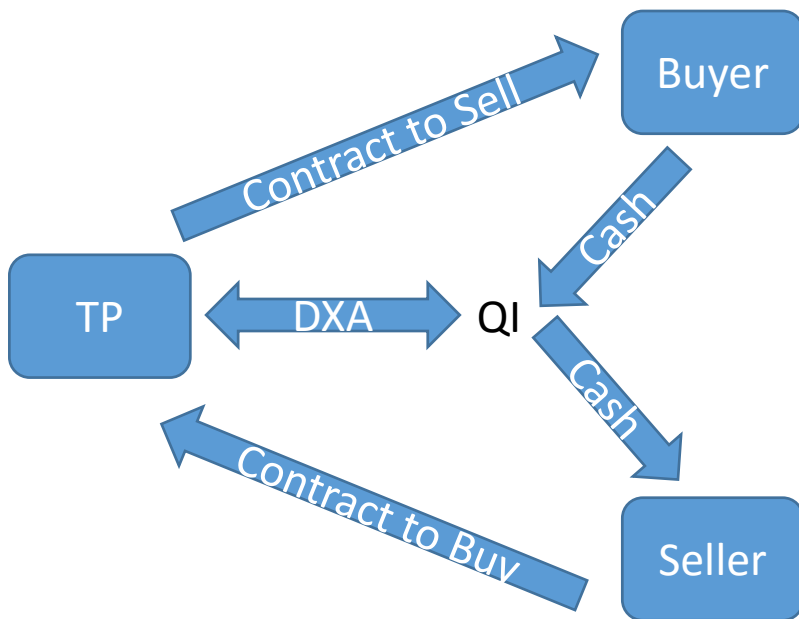 Buyer
Contract to Sell
Cash
TP
DXA
QI
Cash
Contract to Buy
Seller